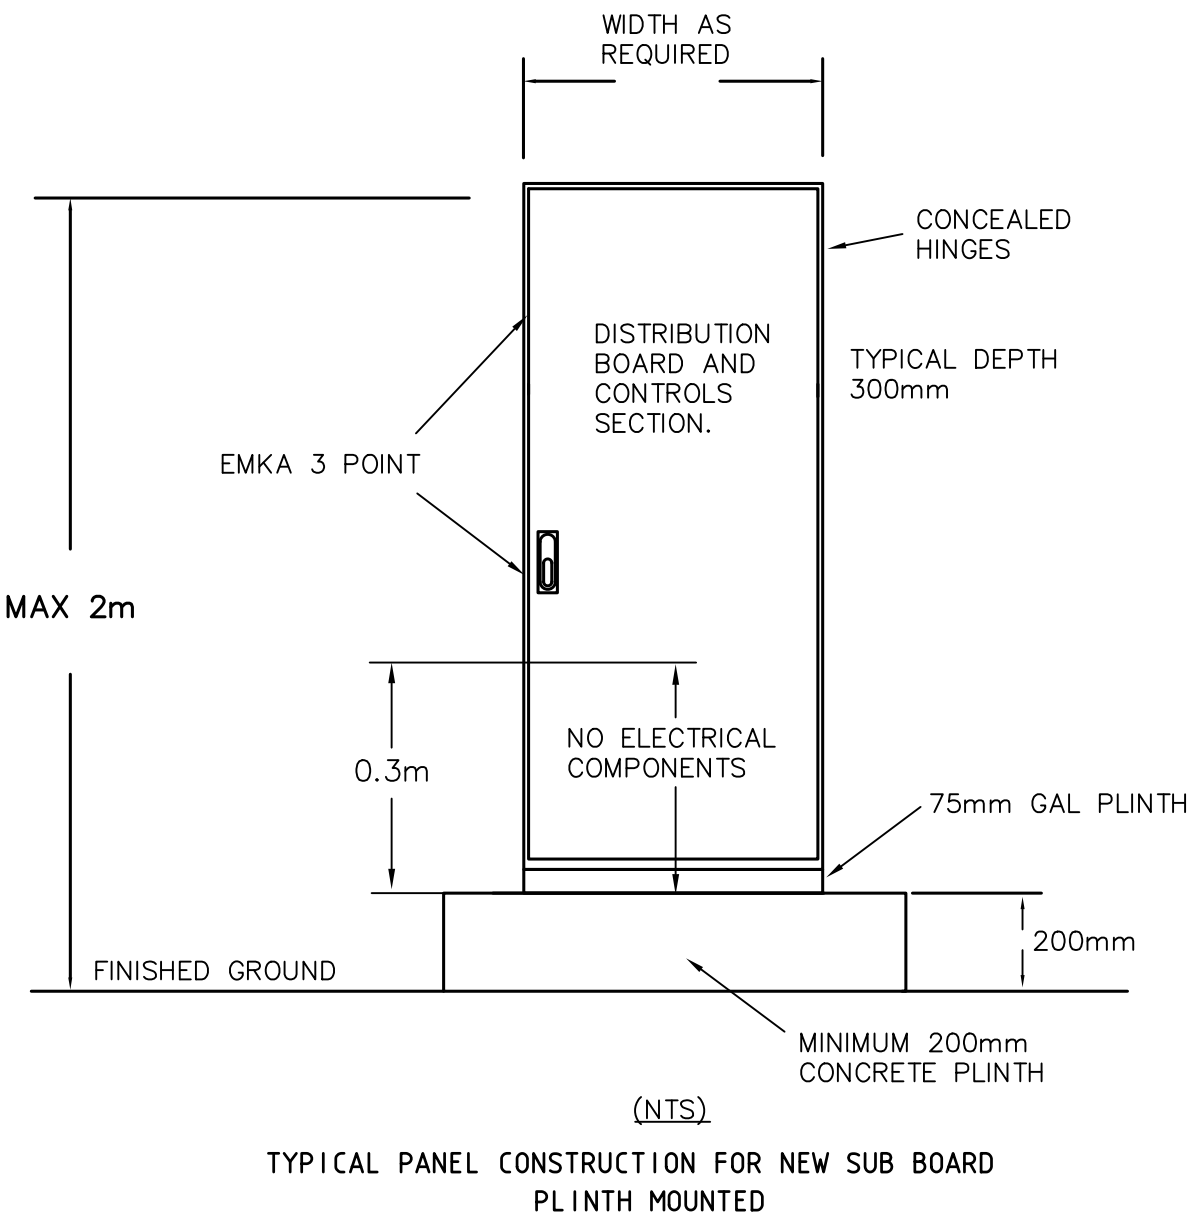 WIDTH AS
REQUIRED
CONCEALED
HINGES
DISTRIBUTION
BOARD AND
CONTROLS
SECTION.
TYPICAL DEPTH
300mm
EMKA 3 POINT
MAX 2m
NO ELECTRICAL
COMPONENTS
0.3m
75mm GAL PLINTH
200mm
FINISHED GROUND
MINIMUM 200mm
CONCRETE PLINTH
(NTS)
TYPICAL PANEL CONSTRUCTION FOR NEW SUB BOARD
PLINTH MOUNTED